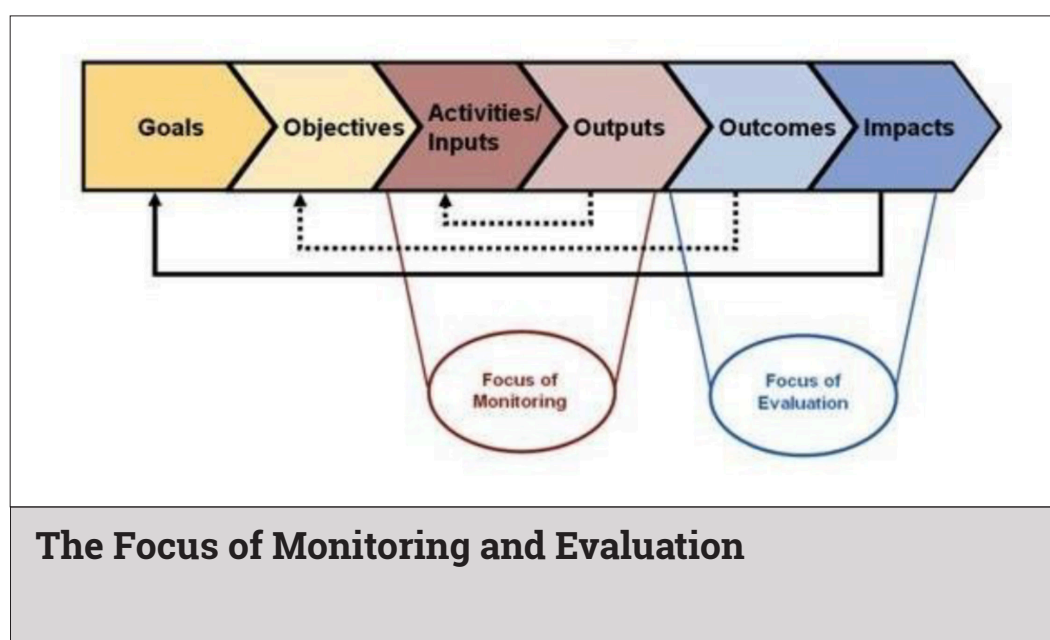 Goals
Objectives
Activities/
Inputs
Outputs
Outcomes
Impacts
Focus of
Monitoring
Focus of
Evaluation
The Focus of Monitoring and Evaluation